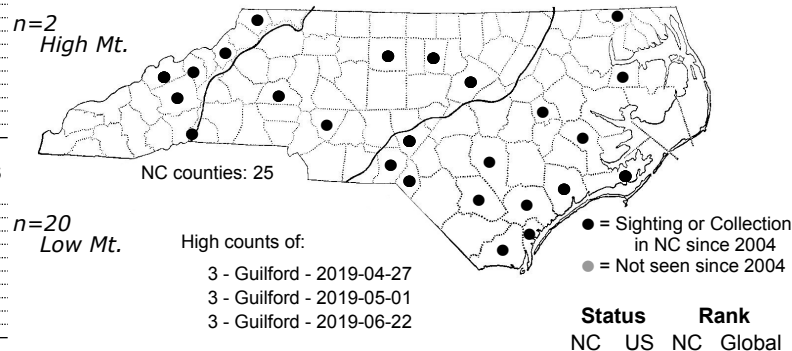 n=2
High Mt.
NC counties: 25
n=20
Low Mt.
High counts of:
3 - Guilford - 2019-04-27
3 - Guilford - 2019-05-01
3 - Guilford - 2019-06-22
= Sighting or Collection
in NC since 2004
= Not seen since 2004
Status Rank
NC US NC Global